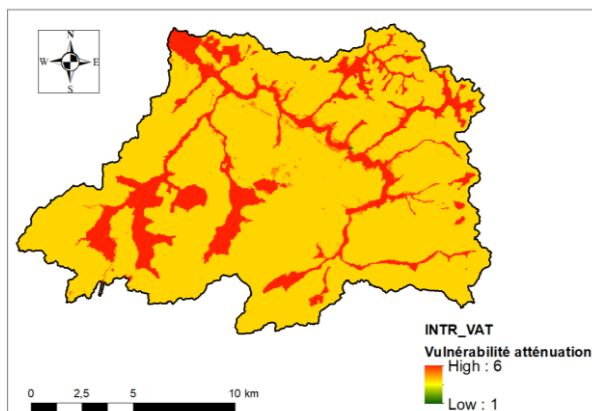 N
W E
S
INTR_VAT
Vulnérabilité atténuation
High : 6
Low : 1
0 2,5 5 10 km